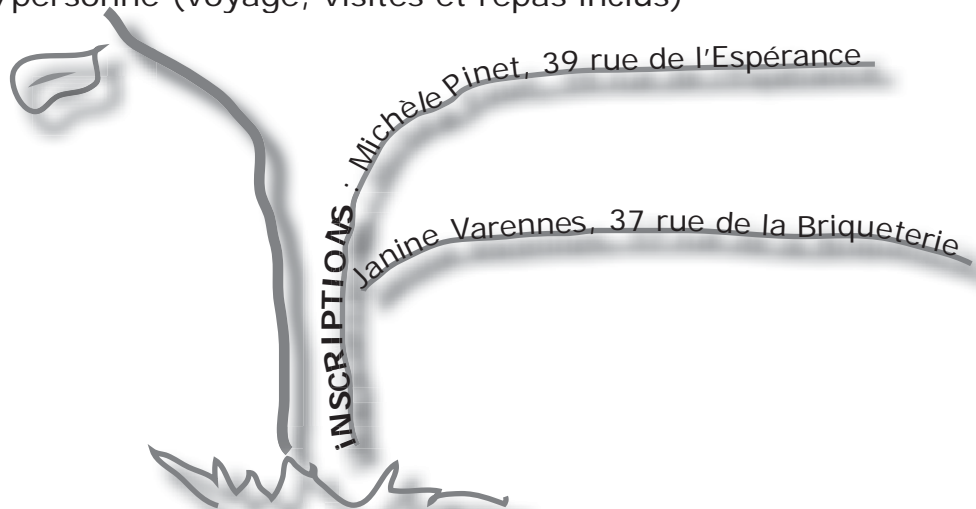 personne (voyage, visites et repas inclus)
iNSCRIPTIONS : Michèle Pinet, 39 rue de l'Espérance
Janine Varennes, 37 rue de la Briqueterie